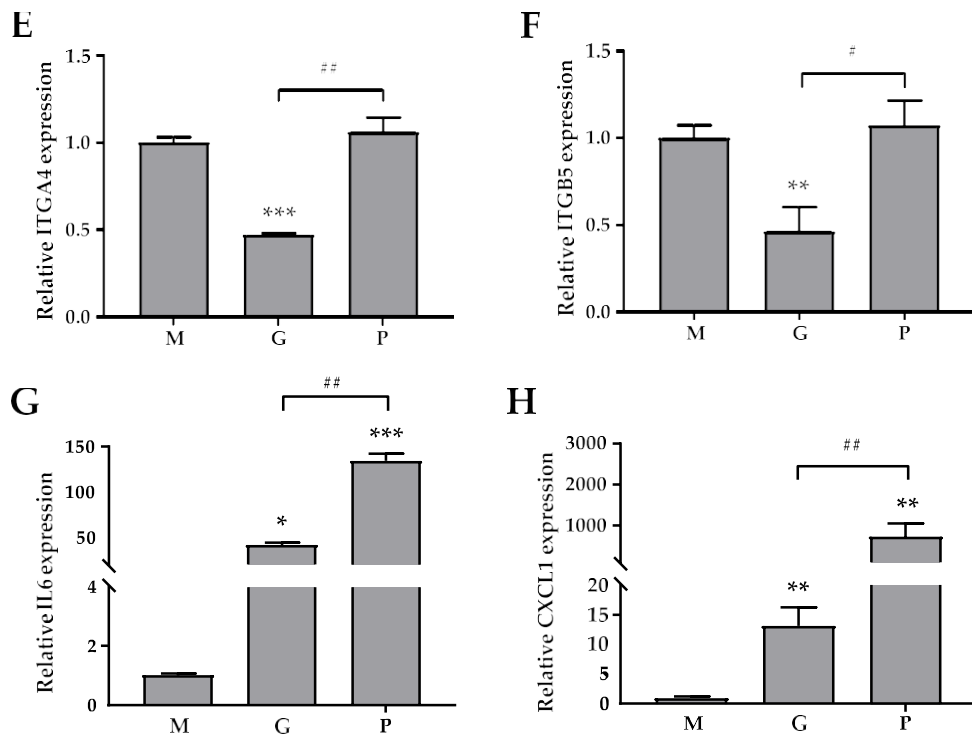 E
Relative ITGA4 expression
1.5
1.0
0.5
0.0
##
***
M G P
F
Relative ITGB5 expression
1.5
1.0
0.5
0.0
#
**
M G P
G
Relative IL6 expression
150
100
50
4
2
0
##
***
*
M G P
H
Relative CXCL1 expression
3000
2000
1000
20
15
10
5
0
##
**
**
M G P